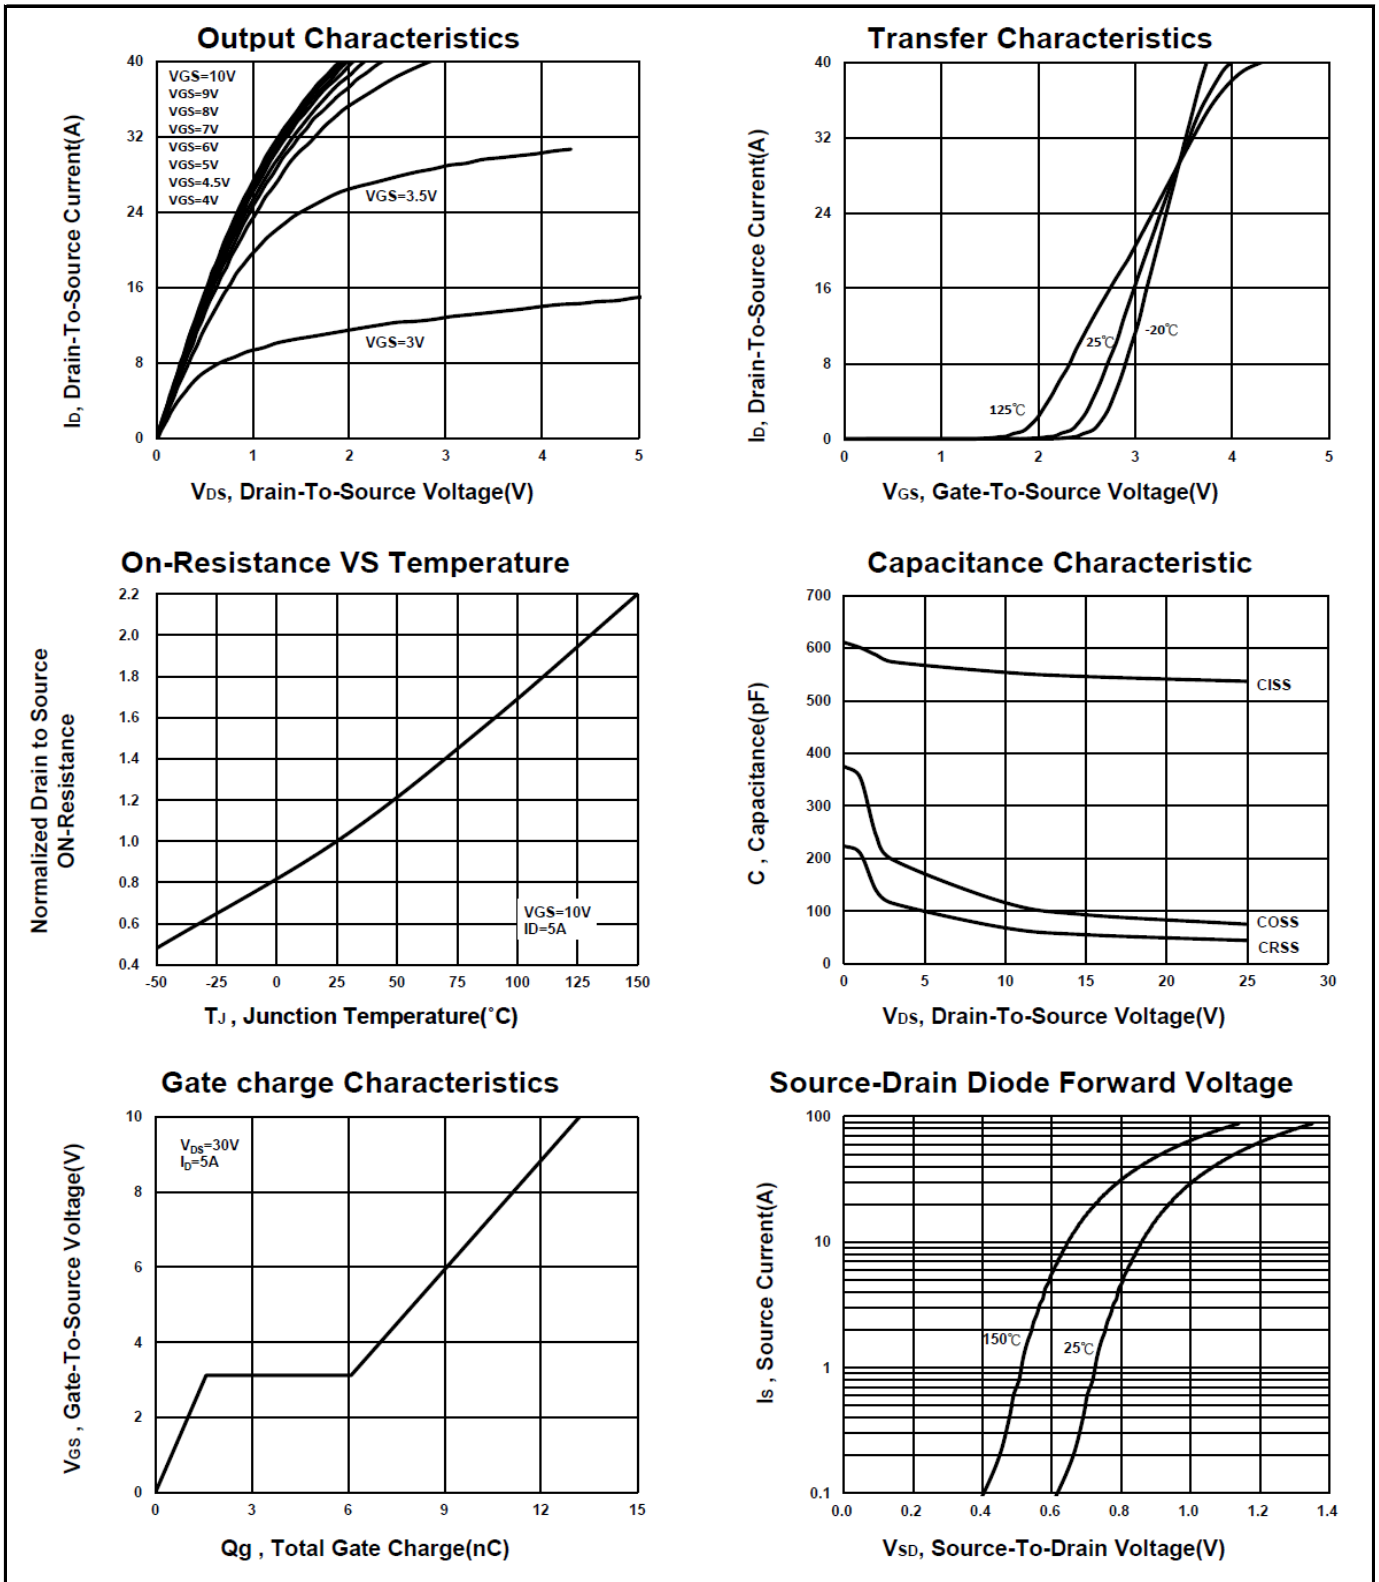 Output Characteristics
40
32
24
16
8
0
VGS=10V
VGS=9V
VGS=8V
VGS=7V
VGS=6V
VGS=5V
VGS=4.5V
VGS=4V
VGS=3.5V
VGS=3V
0 1 2 3 4 5
ID, Drain-To-Source Current(A)
VDS, Drain-To-Source Voltage(V)
Transfer Characteristics
40
32
24
16
8
0
-20℃
25℃
125℃
0 1 2 3 4 5
ID, Drain-To-Source Current(A)
VGS, Gate-To-Source Voltage(V)
On-Resistance VS Temperature
2.2
2.0
1.8
1.6
1.4
1.2
1.0
0.8
0.6
0.4
VGS=10V
ID=5A
-50 -25 0 25 50 75 100 125 150
Normalized Drain to Source
ON-Resistance
TJ , Junction Temperature(˚C)
Capacitance Characteristic
700
600
500
400
300
200
100
0
CISS
COSS
CRSS
0 5 10 15 20 25 30
C , Capacitance(pF)
VDS, Drain-To-Source Voltage(V)
Gate charge Characteristics
10
8
6
4
2
0
VDS=30V
ID=5A
0 3 6 9 12 15
VGS , Gate-To-Source Voltage(V)
Qg , Total Gate Charge(nC)
Source-Drain Diode Forward Voltage
100
10
1
0.1
150℃
25℃
0.0 0.2 0.4 0.6 0.8 1.0 1.2 1.4
IS , Source Current(A)
VSD, Source-To-Drain Voltage(V)